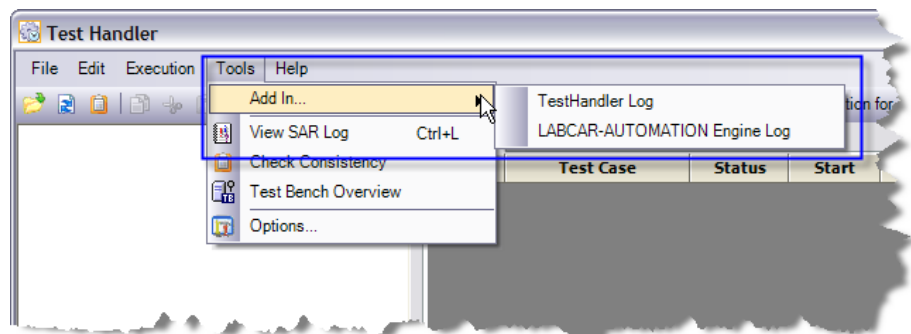 Test Handler
File Edit Execution Tools Help
Add In...
TestHandler Log
LABCAR-AUTOMATION Engine Log
View SAR Log Ctrl+L
Check Consistency
Test Bench Overview
Options...
tion for
Test Case Status Start